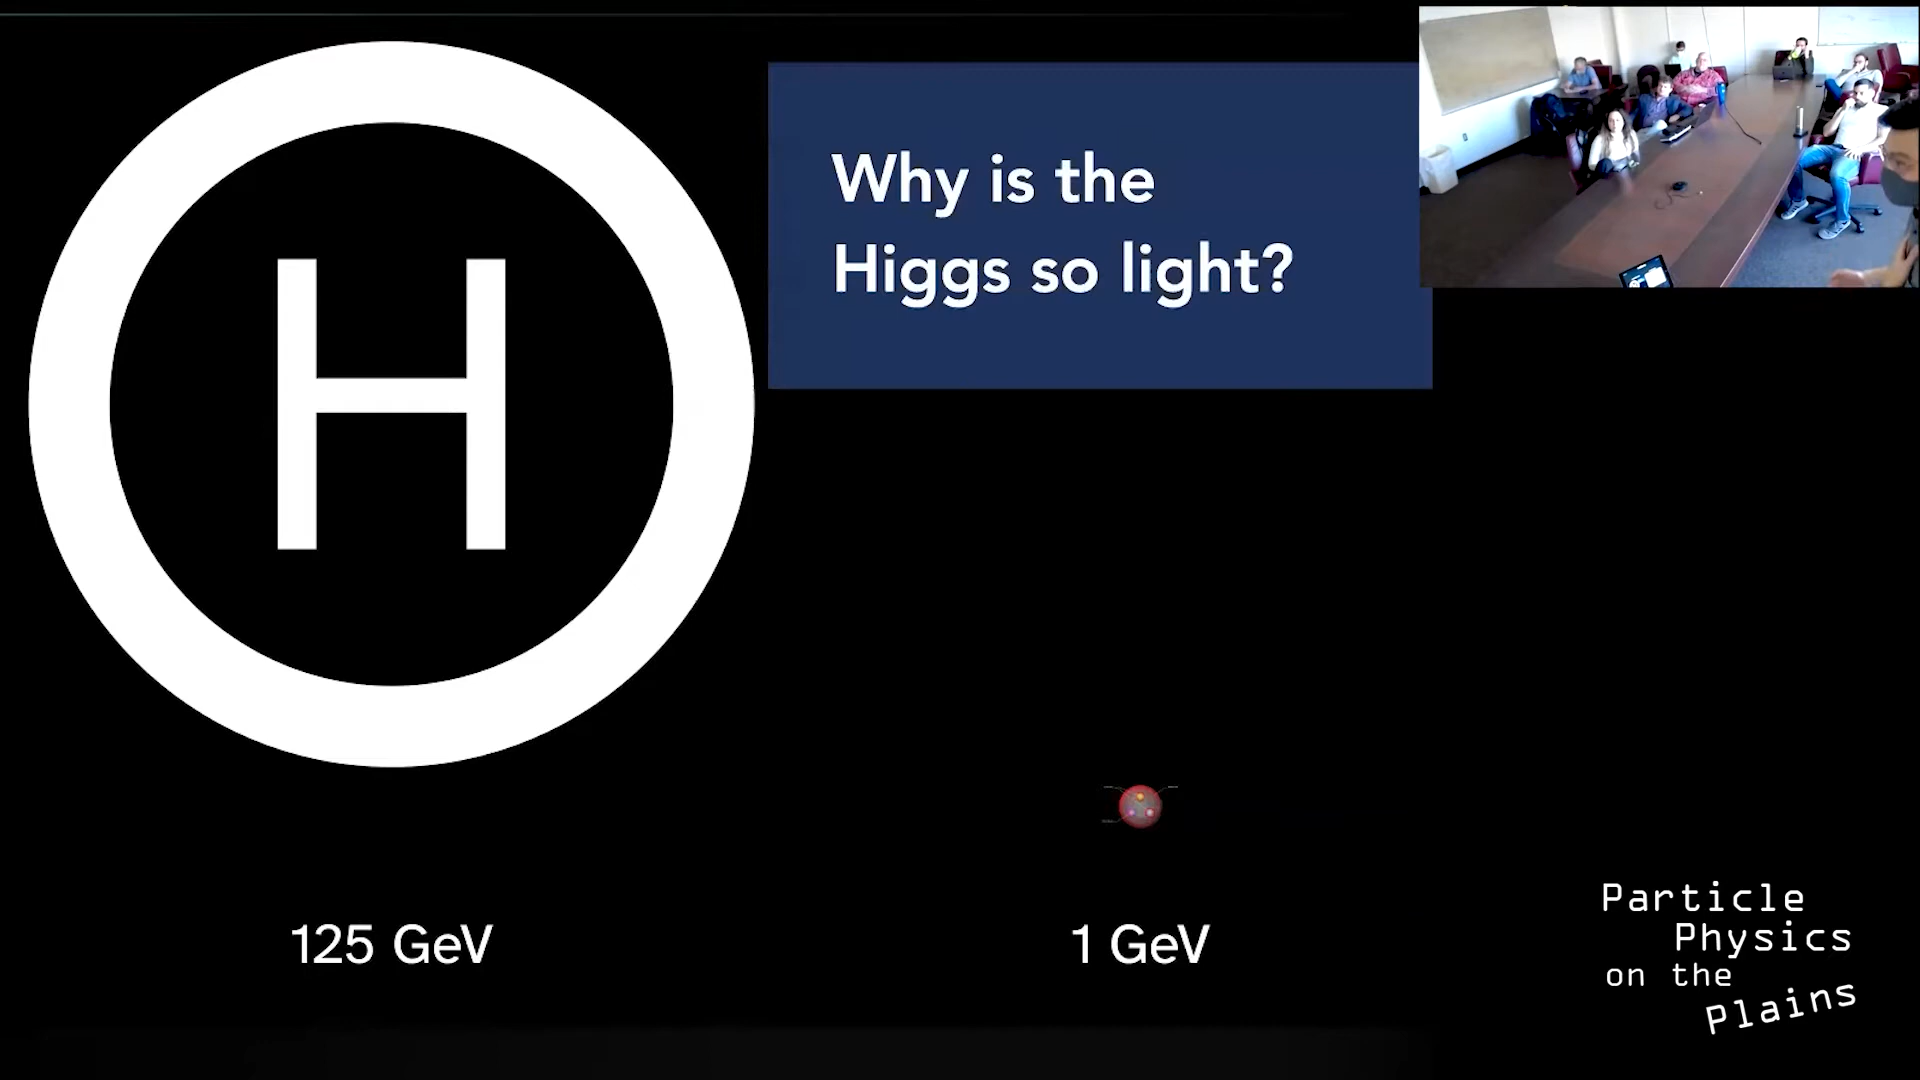 H
Why is the
Higgs so light?
125 GeV
1 GeV
Particle
Physics
on the
Plains